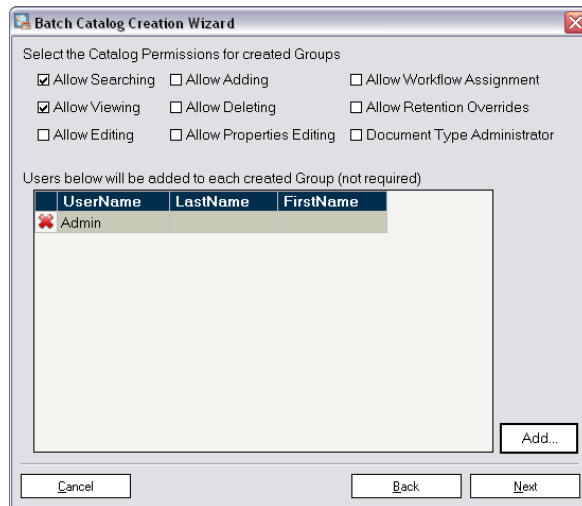 Batch Catalog Creation Wizard
Select the Catalog Permissions for created Groups
Allow Searching Allow Adding Allow Workflow Assignment
Allow Viewing Allow Deleting Allow Retention Overrides
Allow Editing Allow Properties Editing Document Type Administrator
Users below will be added to each created Group (not required)
UserName LastName FirstName
Admin
Add...
Cancel Back Next